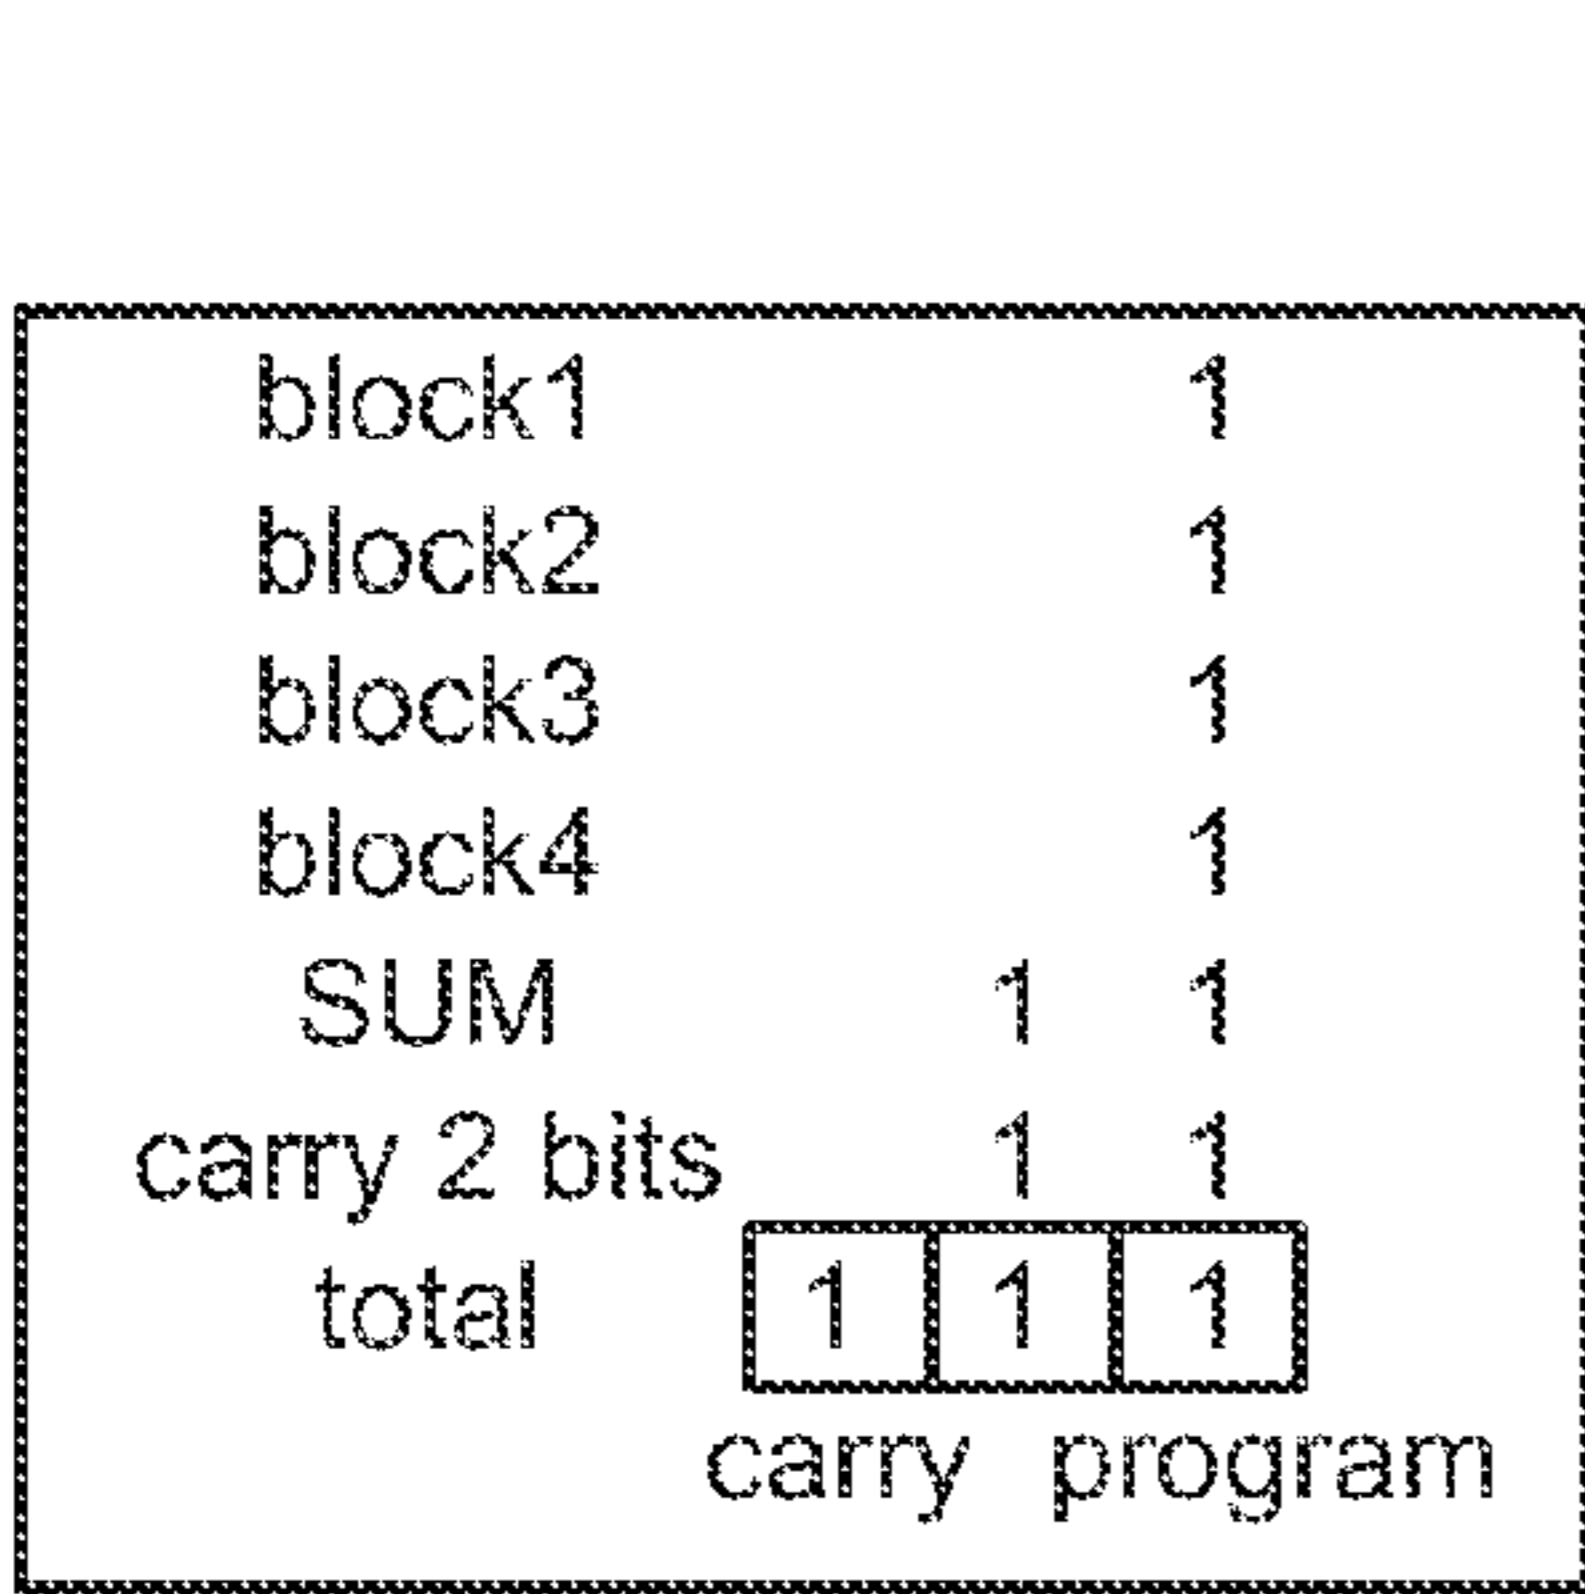 block1 1
block2 1
block3 1
block4 1
SUM 1 1
carry 2 bits 1 1
total 1 1 1
carry program